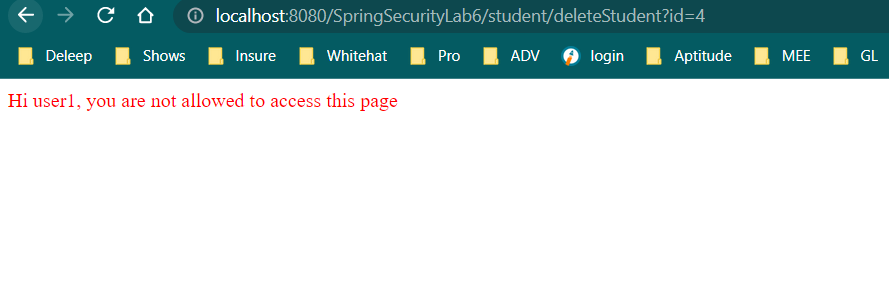 localhost:8080/SpringSecurityLab6/student/deleteStudent?id=4
Deleep Shows Insure Whitehat Pro ADV login Aptitude MEE GL
Hi user1, you are not allowed to access this page